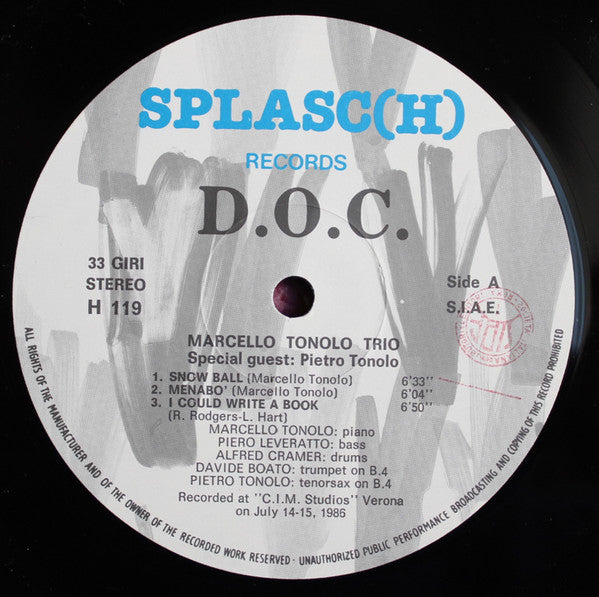 SPLASC(H)
RECORDS
D.O.C.
33 GIRI
STEREO
H 119
Side A
S.I.A.E.
MARCELLO TONOLO TRIO
Special guest: Pietro Tonolo
1. SNOW BALL (Marcello Tonolo) 6'33''
2. MENABO' (Marcello Tonolo) 6'04''
3. I COULD WRITE A BOOK 6'50''
(R. Rodgers-L. Hart)
MARCELLO TONOLO: piano
PIERO LEVERATTO: bass
ALFRED CRAMER: drums
DAVIDE BOATO: trumpet on B.4
PIETRO TONOLO: tenorsax on B.4
Recorded at ''C.I.M. Studios'' Verona
on July 14-15, 1986
ALL RIGHTS OF THE MANUFACTURER AND OF THE OWNER OF THE RECORDED WORK RESERVED - UNAUTHORIZED PUBLIC PERFORMANCE BROADCASTING AND COPYING OF THIS RECORD PROHIBITED